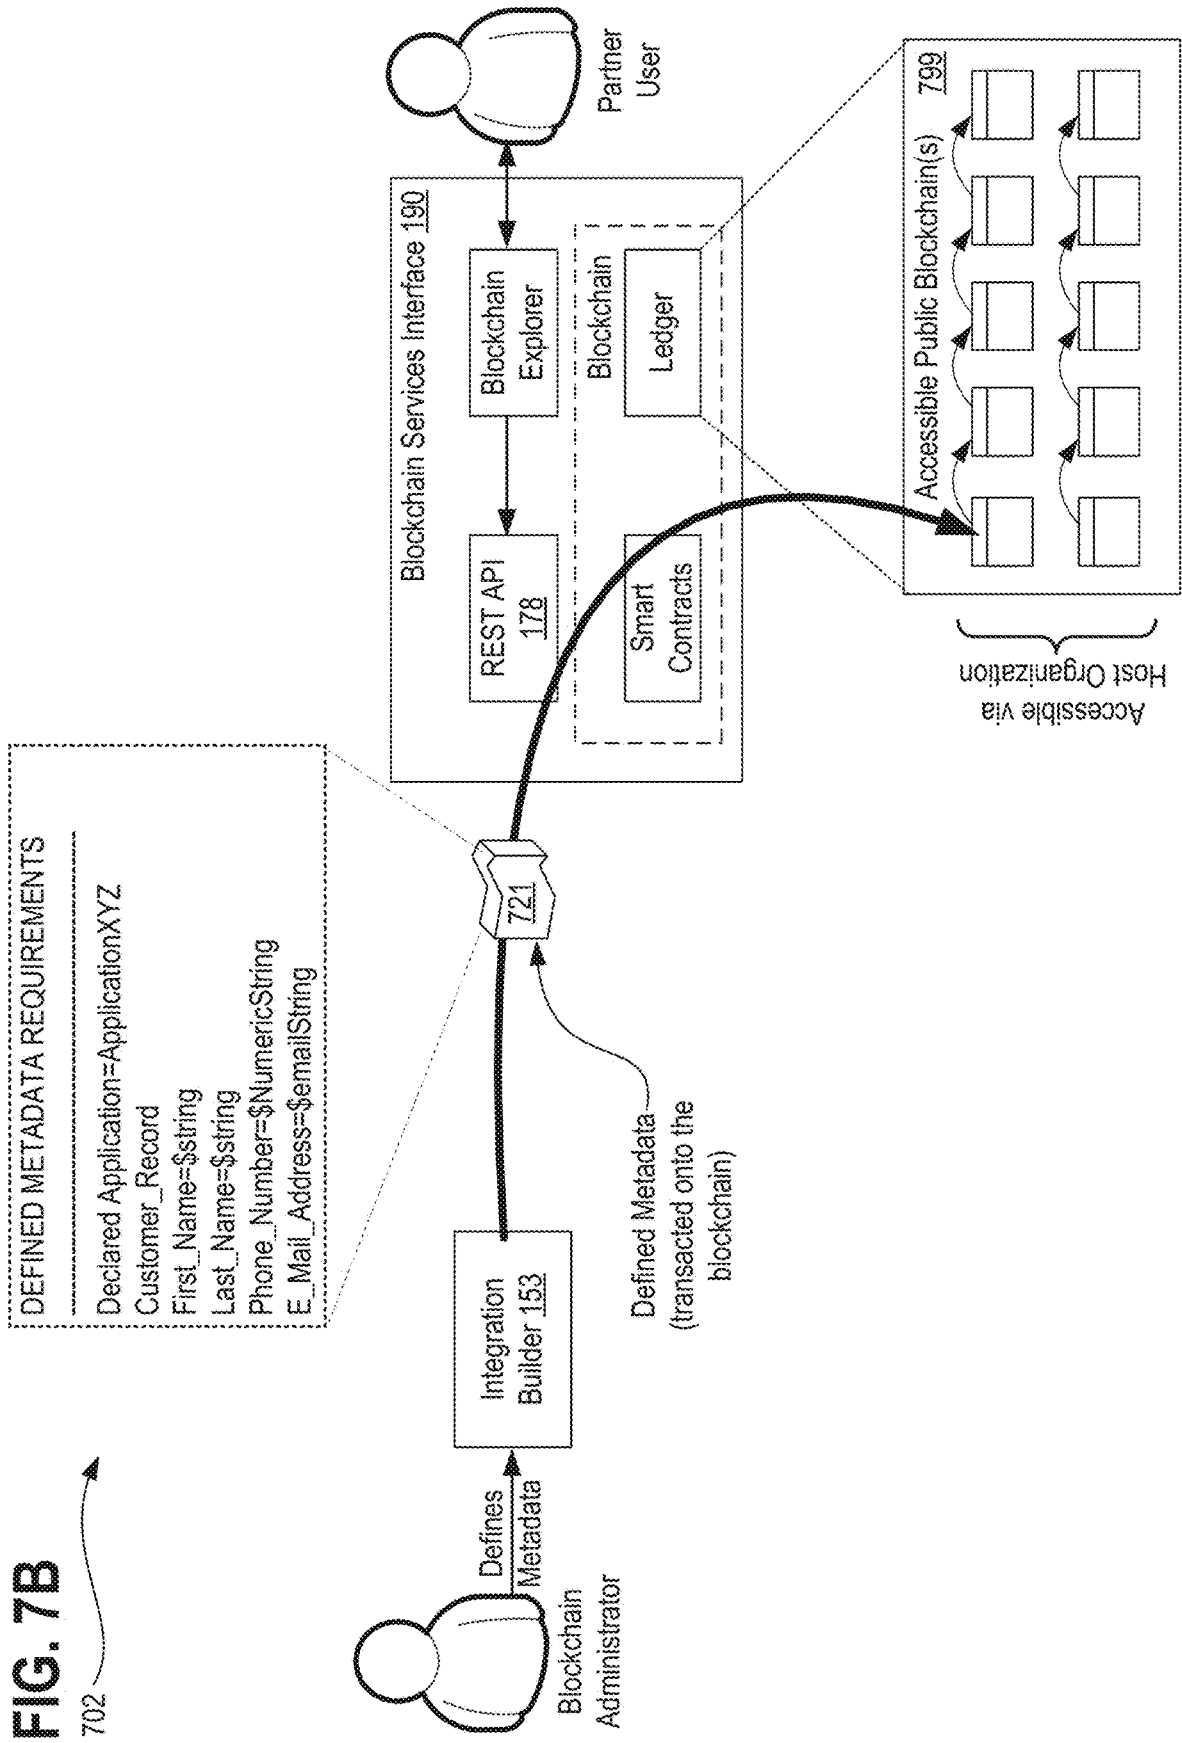 FIG. 7B
702
DEFINED METADATA REQUIREMENTS
Declared Application=ApplicationXYZ
Customer_Record
First_Name=$string
Last_Name=$string
Phone_Number=$NumericString
E_Mail_Address=$emailString
Blockchain
Administrator
Defines
Metadata
Integration
Builder 153
721
Defined Metadata
(transacted onto the
blockchain)
Blockchain Services Interface 190
REST API
178
Blockchain
Explorer
Blockchain
Smart
Contracts
Ledger
Partner
User
Accessible Public Blockchain(s) 799
Accessible via
Host Organization